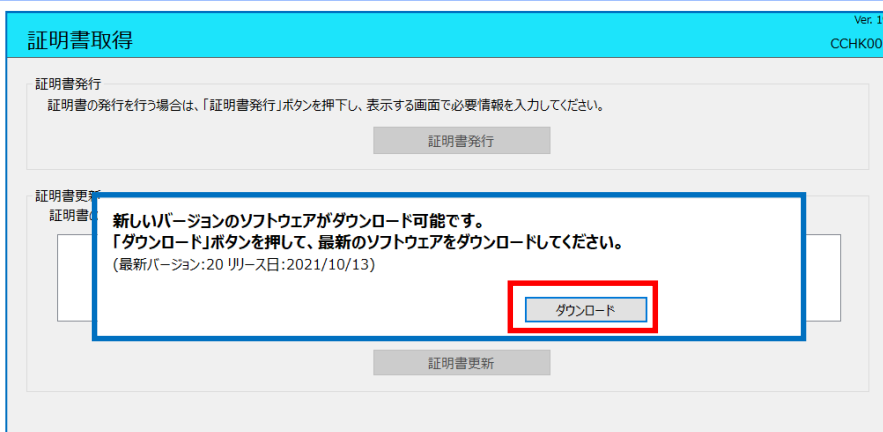 Ver. 1
証明書取得
CCHK00
証明書発行
証明書の発行を行う場合は、「証明書発行」ボタンを押下し、表示する画面で必要情報を入力してください。
証明書発行
証明書更新
証明書の
新しいバージョンのソフトウェアがダウンロード可能です。
「ダウンロード」ボタンを押して、最新のソフトウェアをダウンロードしてください。
(最新バージョン:20 リリース日:2021/10/13)
ダウンロード
証明書更新